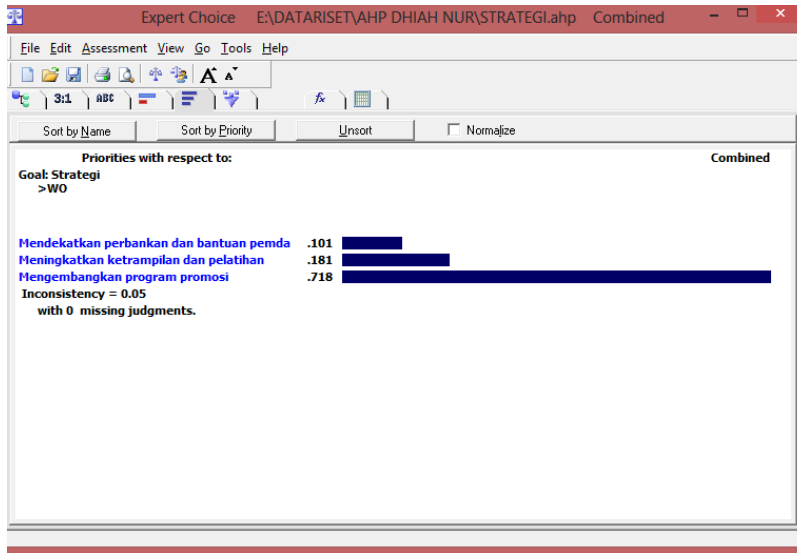 Expert Choice E:\DATARISET\AHP DHIAH NUR\STRATEGI.ahp Combined
File Edit Assessment View Go Tools Help
A A
3:1 ABC fx
Sort by Name Sort by Priority Unsort Normalize
Priorities with respect to: Combined
Goal: Strategi
>WO
Mendekatkan perbankan dan bantuan pemda .101
Meningkatkan ketrampilan dan pelatihan .181
Mengembangkan program promosi .718
Inconsistency = 0.05
with 0 missing judgments.